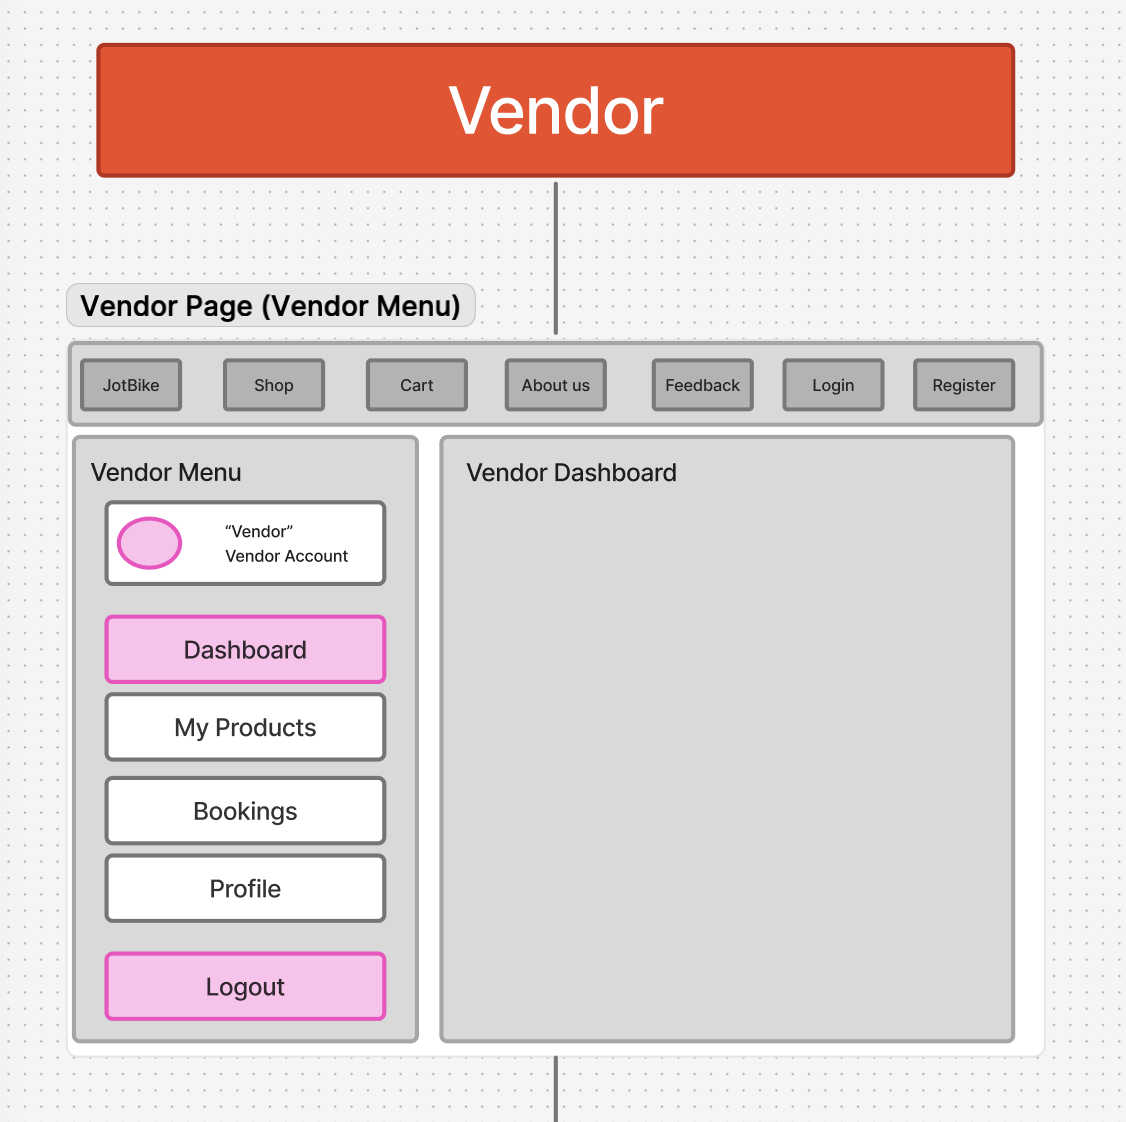 Vendor
Vendor Page (Vendor Menu)
JotBike
Shop
Cart
About us
Feedback
Login
Register
Vendor Menu
“Vendor”
Vendor Account
Dashboard
My Products
Bookings
Profile
Logout
Vendor Dashboard